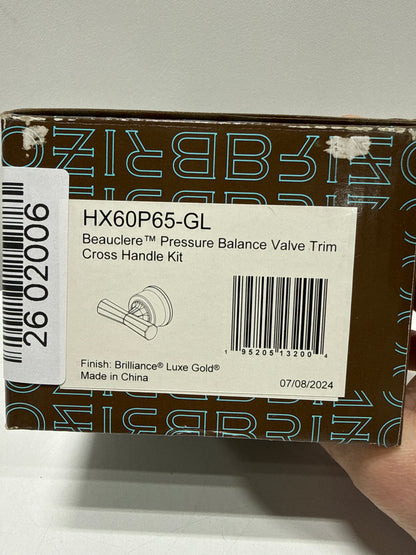 HX60P65-GL
Beauclere™ Pressure Balance Valve Trim
Cross Handle Kit
1 95205 13200 4
Finish: Brilliance® Luxe Gold®
Made in China
07/08/2024
26 02006